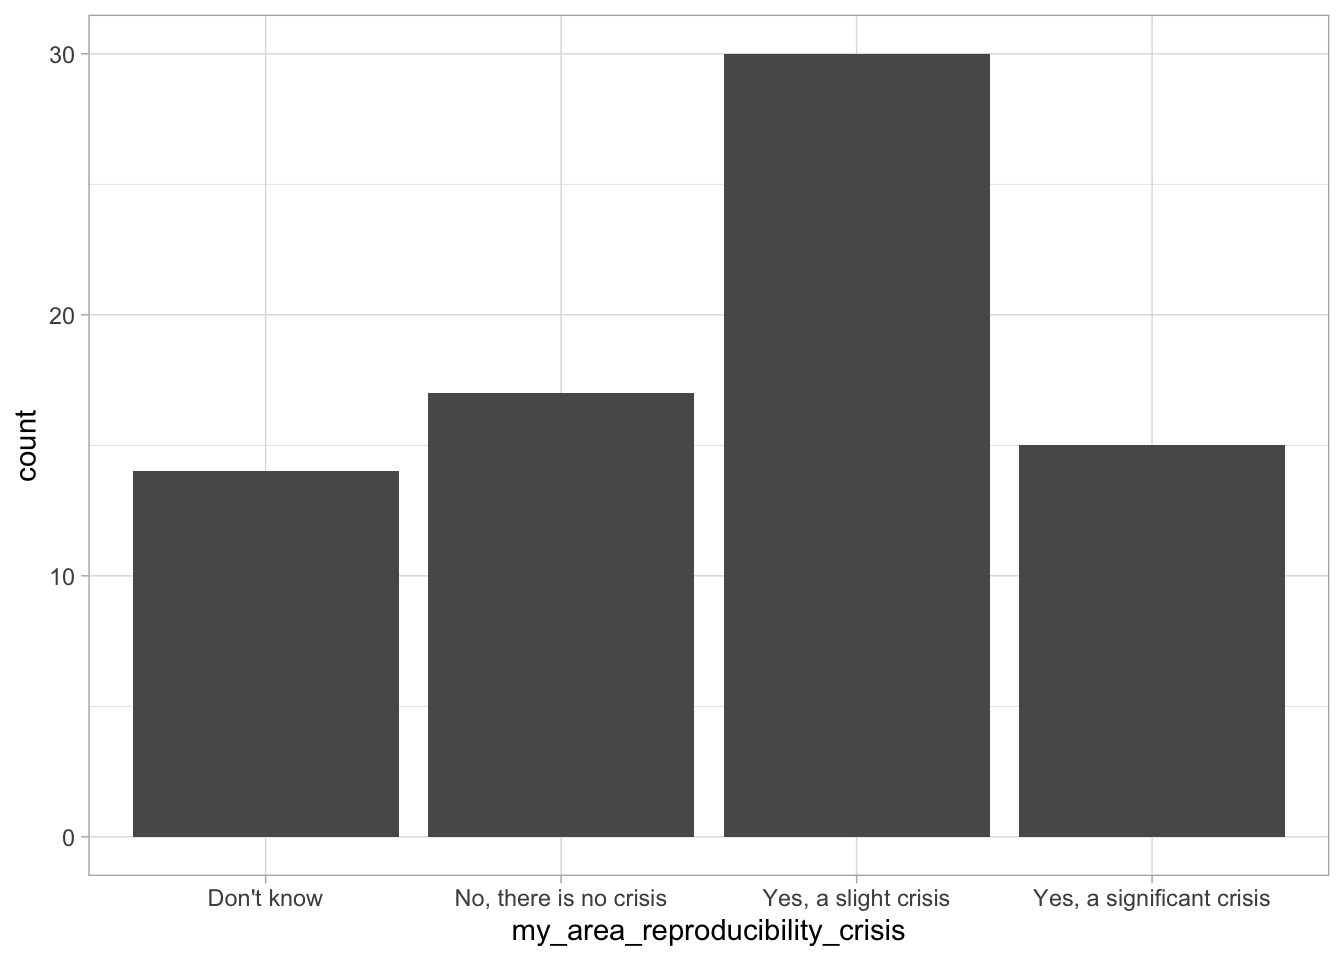 30
20
10
0
count
Don't know
No, there is no crisis
Yes, a slight crisis
Yes, a significant crisis
my_area_reproducibility_crisis